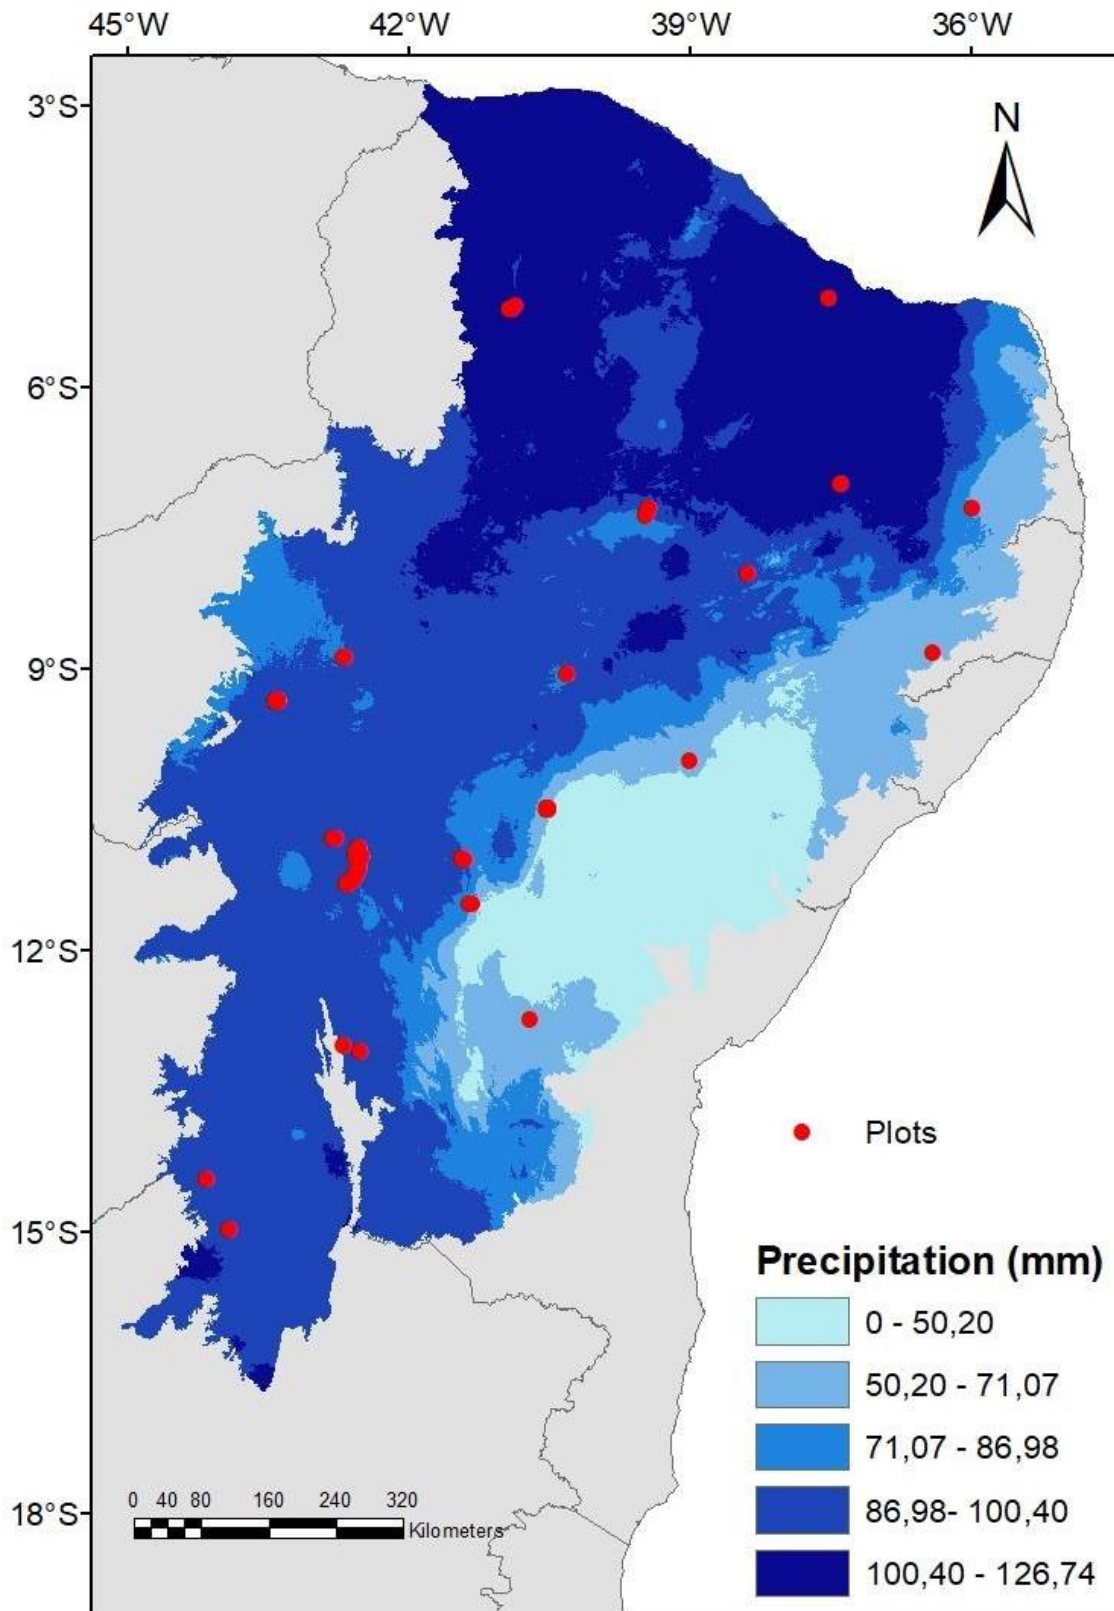 45°W 42°W 39°W 36°W
3°S
N
6°S
9°S
12°S
Plots
15°S
Precipitation (mm)
0 - 50,20
50,20 - 71,07
71,07 - 86,98
0 40 80 160 240 320
18°S
Kilometers
86,98- 100,40
100,40 - 126,74